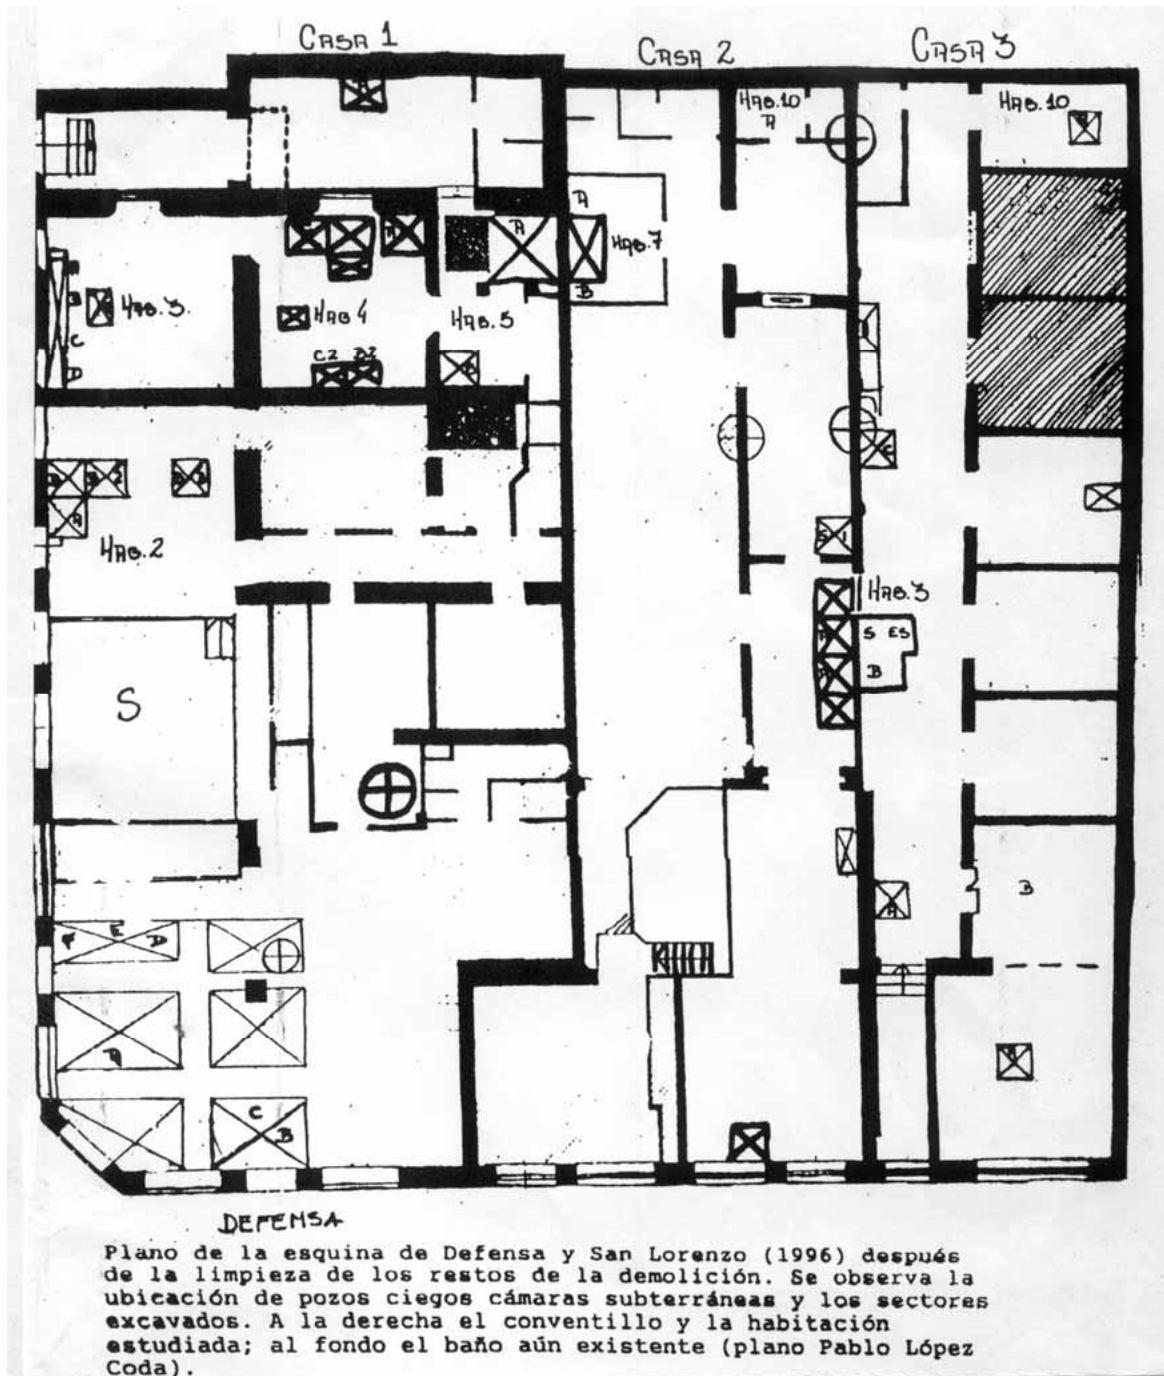 CASA 1
CASA 2
CASA 3
HAB.10
A
HAB.10
A
A
HAB.7
B
HAB.3
B
C
D
HAB 4
C2 B2
HAB.5
A
HAB.2
S
S 1
HAB.3
S ES
B
A
B
F E D
A
C
B
DEFENSA
Plano de la esquina de Defensa y San Lorenzo (1996) después
de la limpieza de los restos de la demolición. Se observa la
ubicación de pozos ciegos cámaras subterráneas y los sectores
excavados. A la derecha el conventillo y la habitación
estudiada; al fondo el baño aún existente (plano Pablo López
Coda).